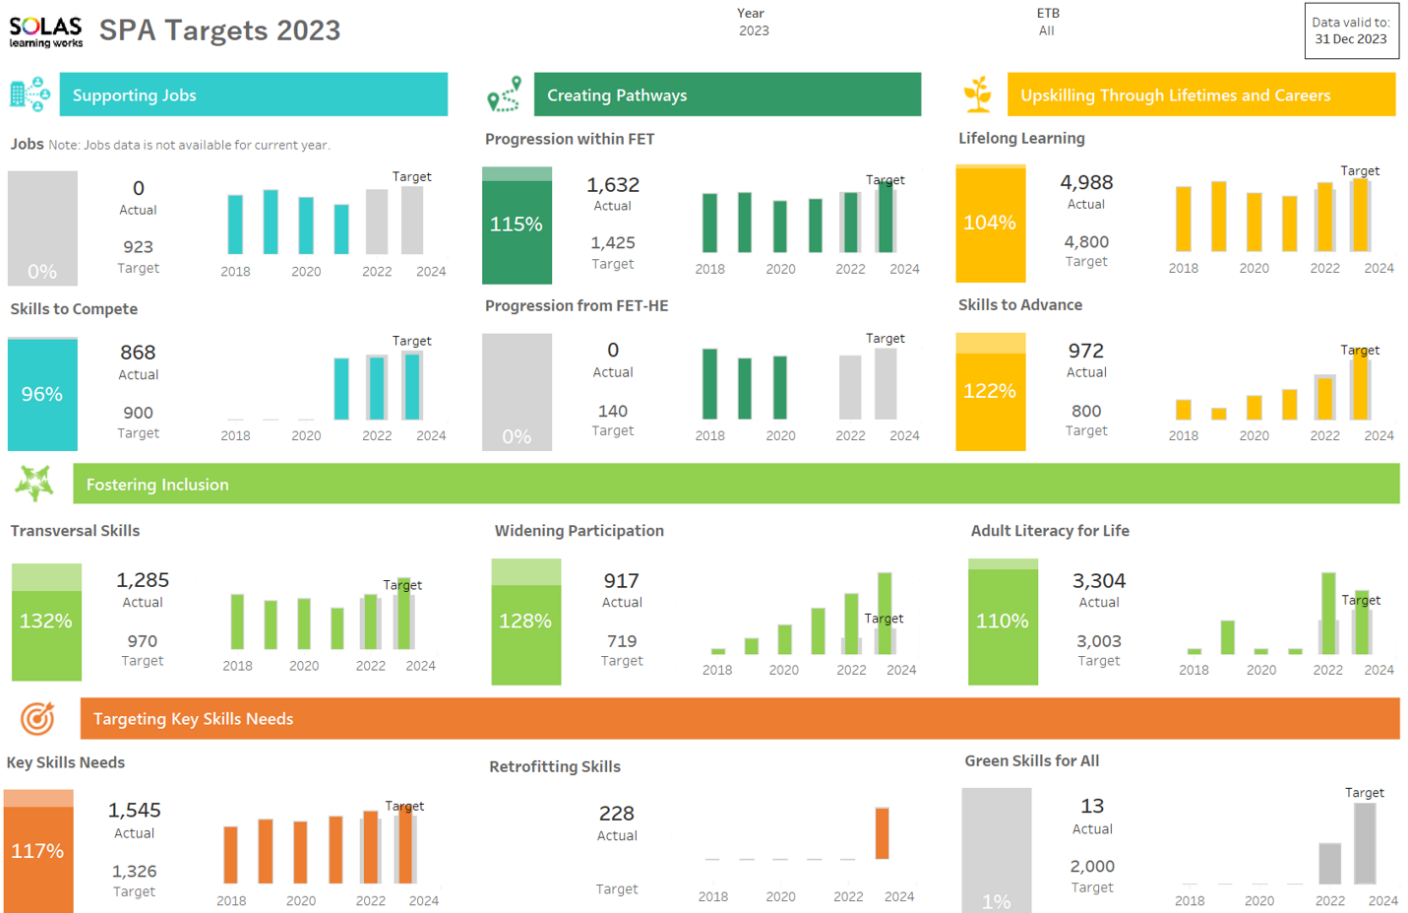 SOLAS
learning works
SPA Targets 2023
Year
2023
ETB
All
Data valid to:
31 Dec 2023
Supporting Jobs
Creating Pathways
Upskilling Through Lifetimes and Careers
Jobs Note: Jobs data is not available for current year.
0%
0
Actual
923
Target
Target
2018 2020 2022 2024
Progression within FET
115%
1,632
Actual
1,425
Target
Target
2018 2020 2022 2024
Lifelong Learning
104%
4,988
Actual
4,800
Target
Target
2018 2020 2022 2024
Skills to Compete
96%
868
Actual
900
Target
Target
2018 2020 2022 2024
Progression from FET-HE
0%
0
Actual
140
Target
Target
2018 2020 2022 2024
Skills to Advance
122%
972
Actual
800
Target
Target
2018 2020 2022 2024
Fostering Inclusion
Transversal Skills
132%
1,285
Actual
970
Target
Target
2018 2020 2022 2024
Widening Participation
128%
917
Actual
719
Target
Target
2018 2020 2022 2024
Adult Literacy for Life
110%
3,304
Actual
3,003
Target
Target
2018 2020 2022 2024
Targeting Key Skills Needs
Key Skills Needs
117%
1,545
Actual
1,326
Target
Target
2018 2020 2022 2024
Retrofitting Skills
228
Actual
Target
2018 2020 2022 2024
Green Skills for All
1%
13
Actual
2,000
Target
Target
2018 2020 2022 2024